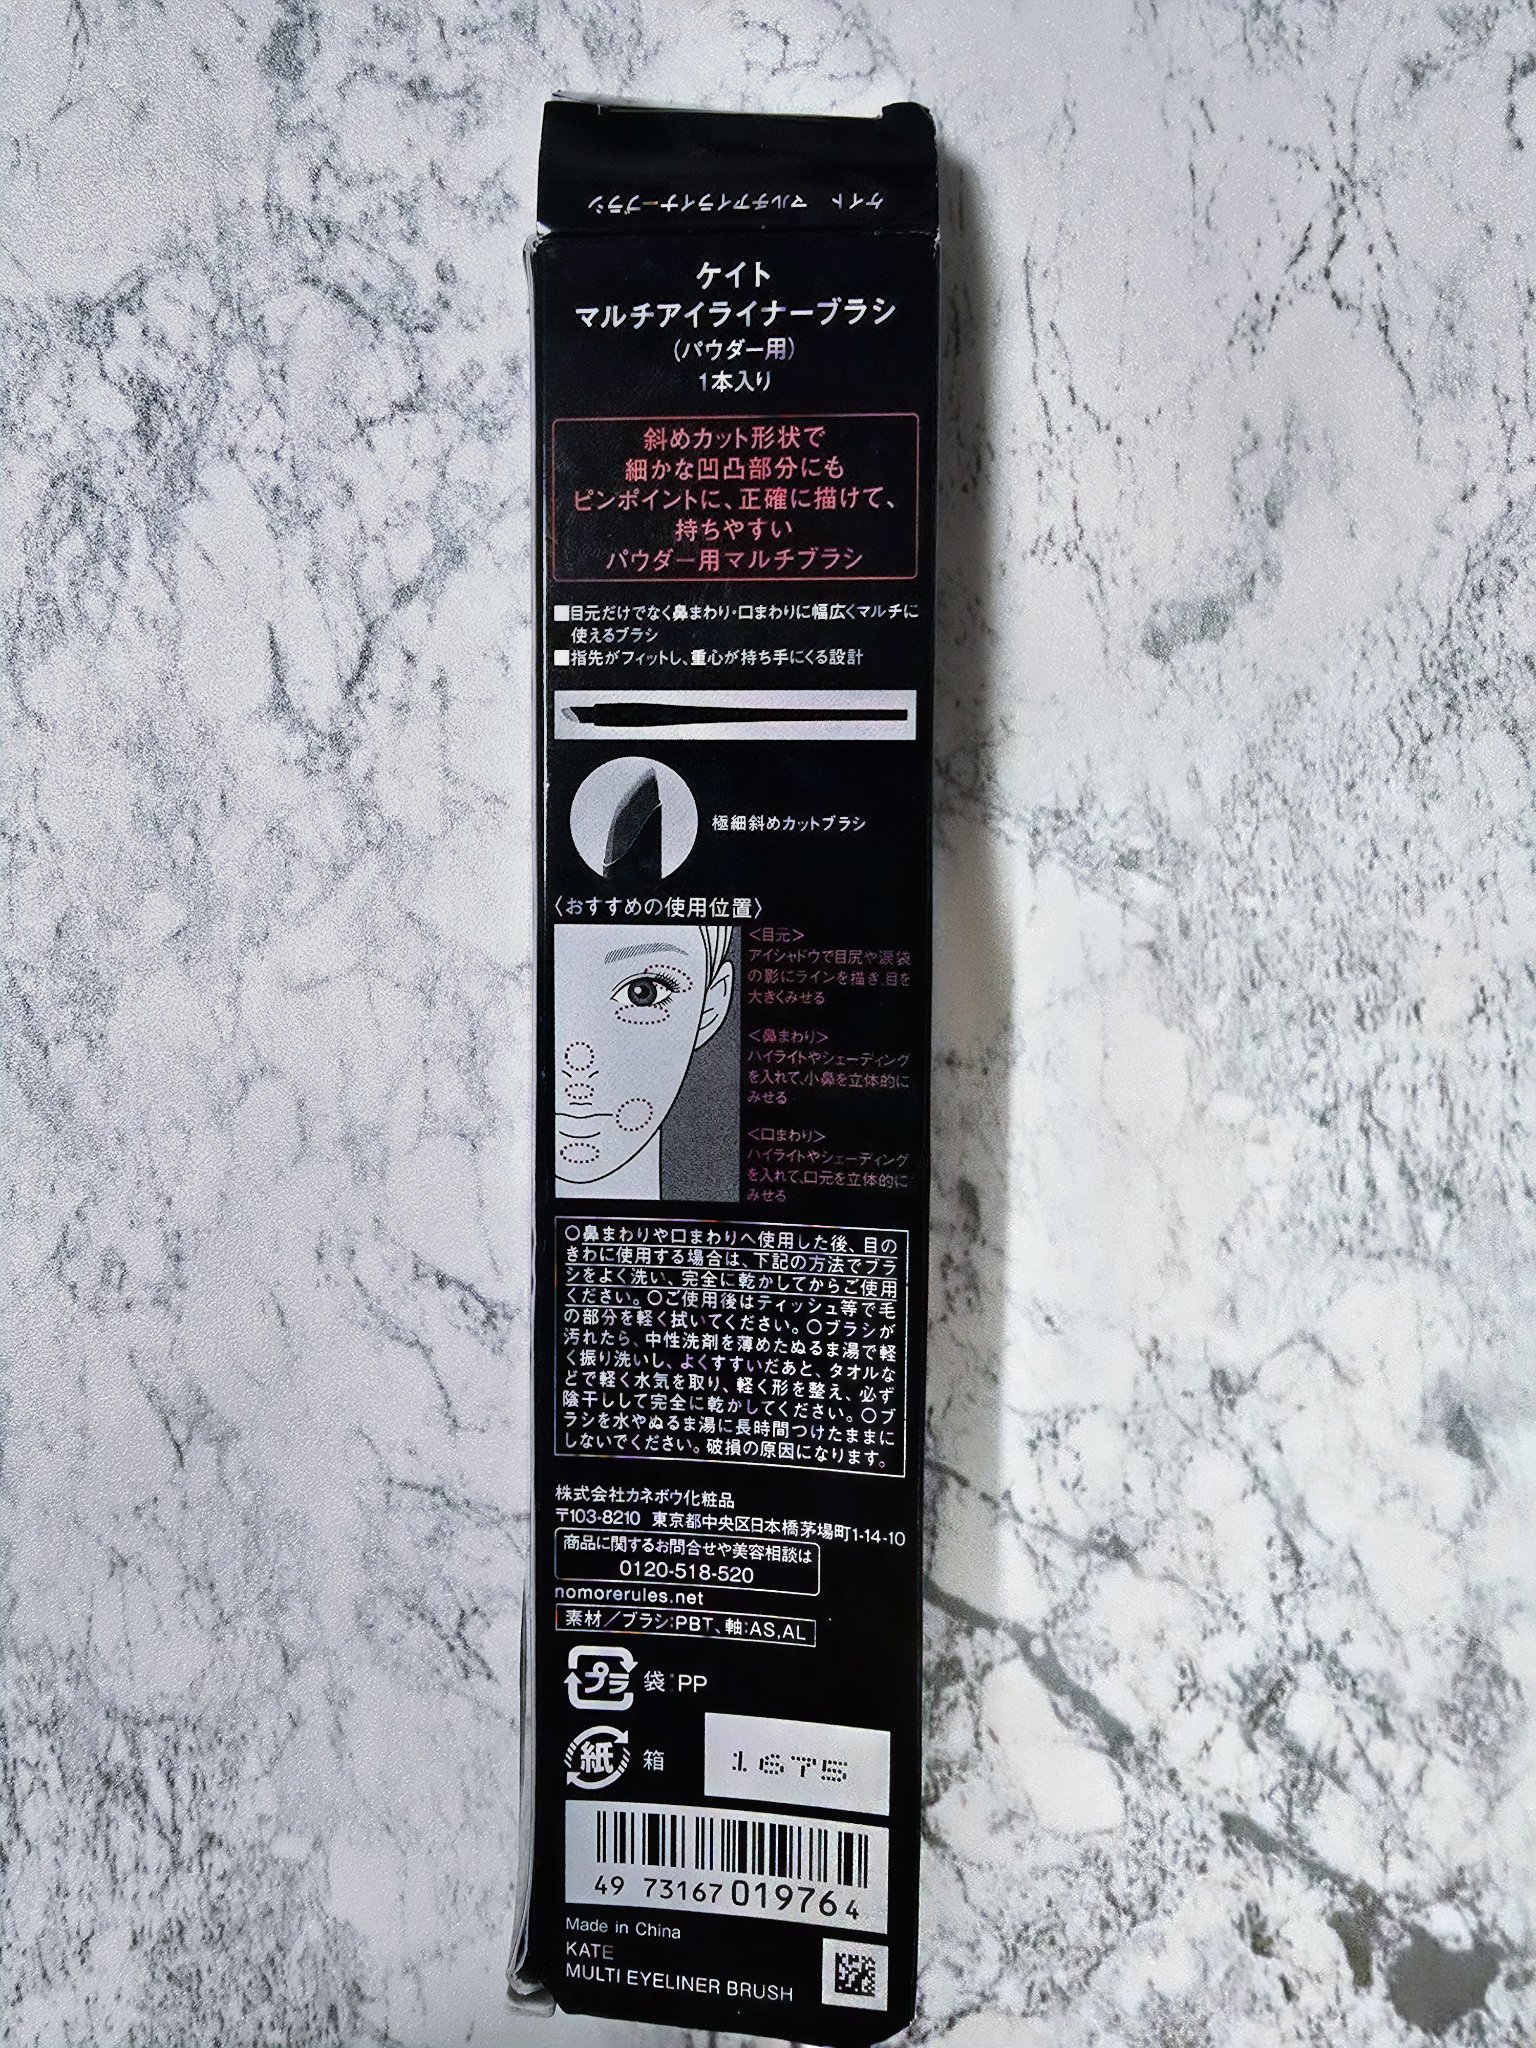 ケイト マルチアイライナーブラシ
ケイト
マルチアイライナーブラシ
(パウダー用)
1本入り
斜めカット形状で
細かな凹凸部分にも
ピンポイントに、正確に描けて、
持ちやすい
パウダー用マルチブラシ
■目元だけでなく鼻まわり・口まわりに幅広くマルチに
使えるブラシ
■指先がフィットし、重心が持ち手にくる設計
極細斜めカットブラシ
〈おすすめの使用位置〉
<目元>
アイシャドウで目尻や涙袋
の影にラインを描き、目を
大きくみせる
<鼻まわり>
ハイライトやシェーディング
を入れて、小鼻を立体的に
みせる
<口まわり>
ハイライトやシェーディング
を入れて、口元を立体的に
みせる
○鼻まわりや口まわりへ使用した後、目の
きわに使用する場合は、下記の方法でブラ
シをよく洗い、完全に乾かしてからご使用
ください。○ご使用後はティッシュ等で毛
の部分を軽く拭いてください。○ブラシが
汚れたら、中性洗剤を薄めたぬるま湯で軽
く振り洗いし、よくすすいだあと、タオルな
どで軽く水気を取り、軽く形を整え、必ず
陰干しして完全に乾かしてください。○ブ
ラシを水やぬるま湯に長時間つけたままに
しないでください。破損の原因になります。
株式会社カネボウ化粧品
〒103-8210 東京都中央区日本橋茅場町1-14-10
商品に関するお問合せや美容相談は
0120-518-520
nomorerules.net
素材/ブラシ:PBT、軸:AS,AL
プラ 袋:PP
紙 箱
1675
49 73167 019764
Made in China
KATE
MULTI EYELINER BRUSH